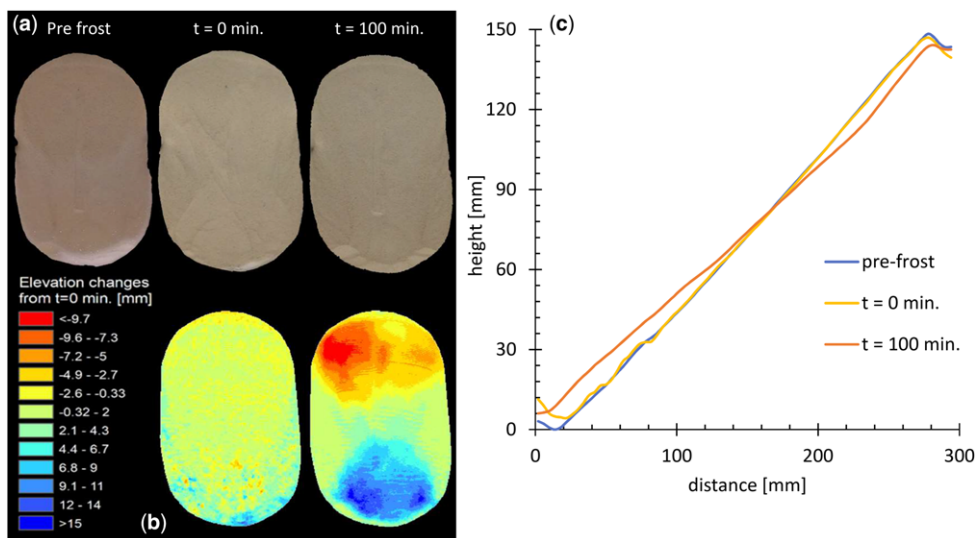 (a) Pre frost t = 0 min. t = 100 min.
Elevation changes
from t=0 min. [mm]
<-9.7
-9.6 - -7.3
-7.2 - -5
-4.9 - -2.7
-2.6 - -0.33
-0.32 - 2
2.1 - 4.3
4.4 - 6.7
6.8 - 9
9.1 - 11
12 - 14
>15
(b)
(c)
150
120
90
60
30
0
height [mm]
0 100 200 300
distance [mm]
pre-frost
t = 0 min.
t = 100 min.